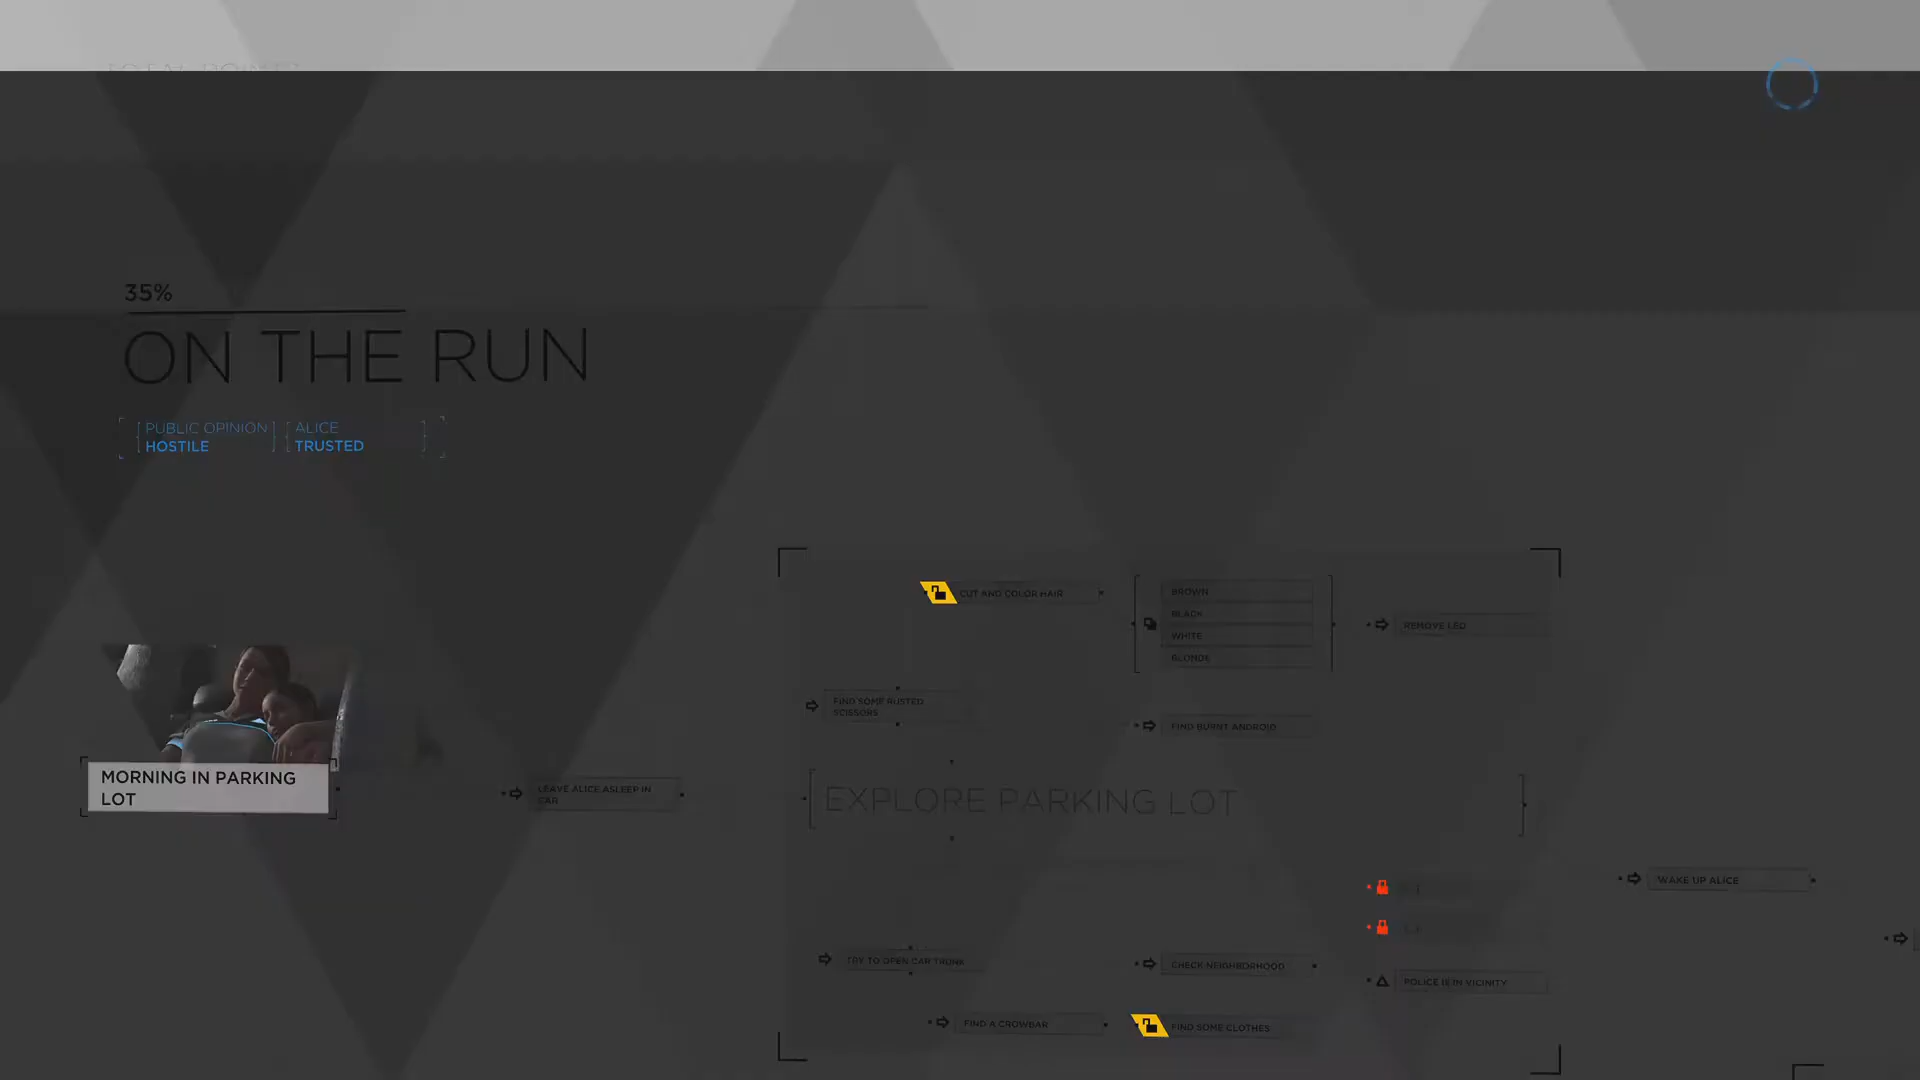 35%
ON THE RUN
PUBLIC OPINION
HOSTILE
ALICE
TRUSTED
CUT AND COLOR HAIR
BROWN
BLACK
WHITE
BLONDE
REMOVE LED
FIND SOME RUSTED
SCISSORS
FIND BURNT ANDROID
MORNING IN PARKING
LOT
LEAVE ALICE ASLEEP IN
CAR
EXPLORE PARKING LOT
WAKE UP ALICE
TRY TO OPEN CAR TRUNK
CHECK NEIGHBORHOOD
POLICE IS IN VICINITY
FIND A CROWBAR
FIND SOME CLOTHES